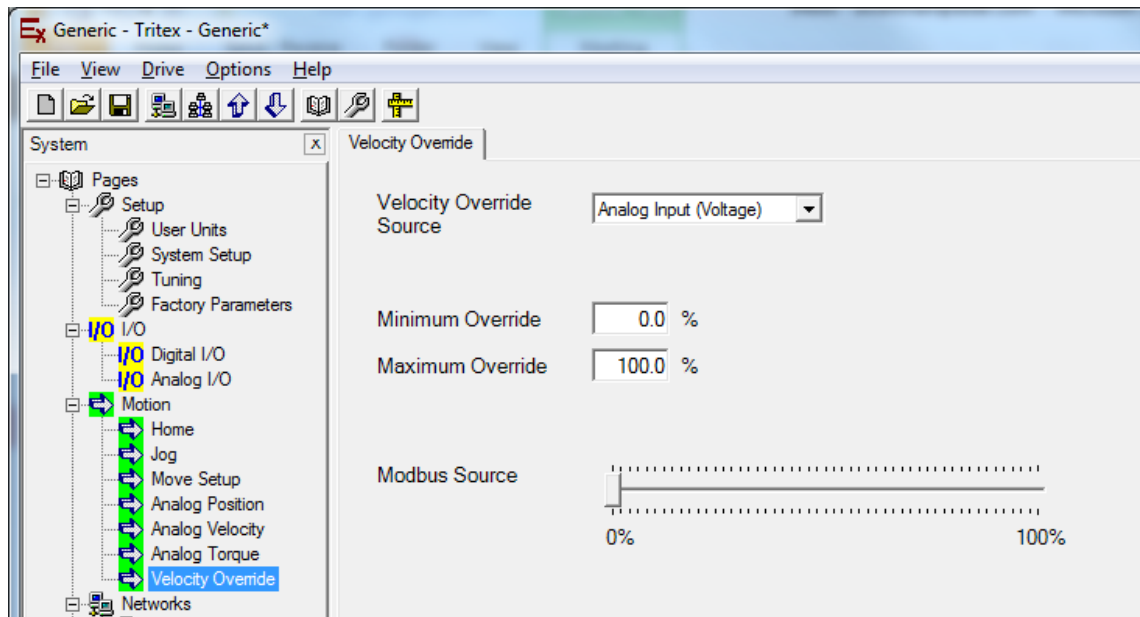 Generic - Tritex - Generic*
File View Drive Options Help
System
Pages
Setup
User Units
System Setup
Tuning
Factory Parameters
I/O I/O
I/O Digital I/O
I/O Analog I/O
Motion
Home
Jog
Move Setup
Analog Position
Analog Velocity
Analog Torque
Velocity Override
Networks
Velocity Override
Velocity Override
Source
Analog Input (Voltage)
Minimum Override 0.0 %
Maximum Override 100.0 %
Modbus Source
0% 100%